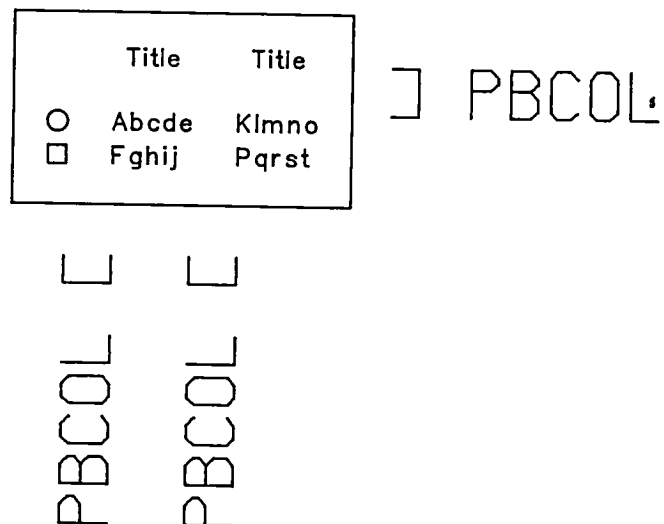 Title Title
Abcde Klmno
Fghij Pqrst
PBCOL
PBCOL
PBCOL